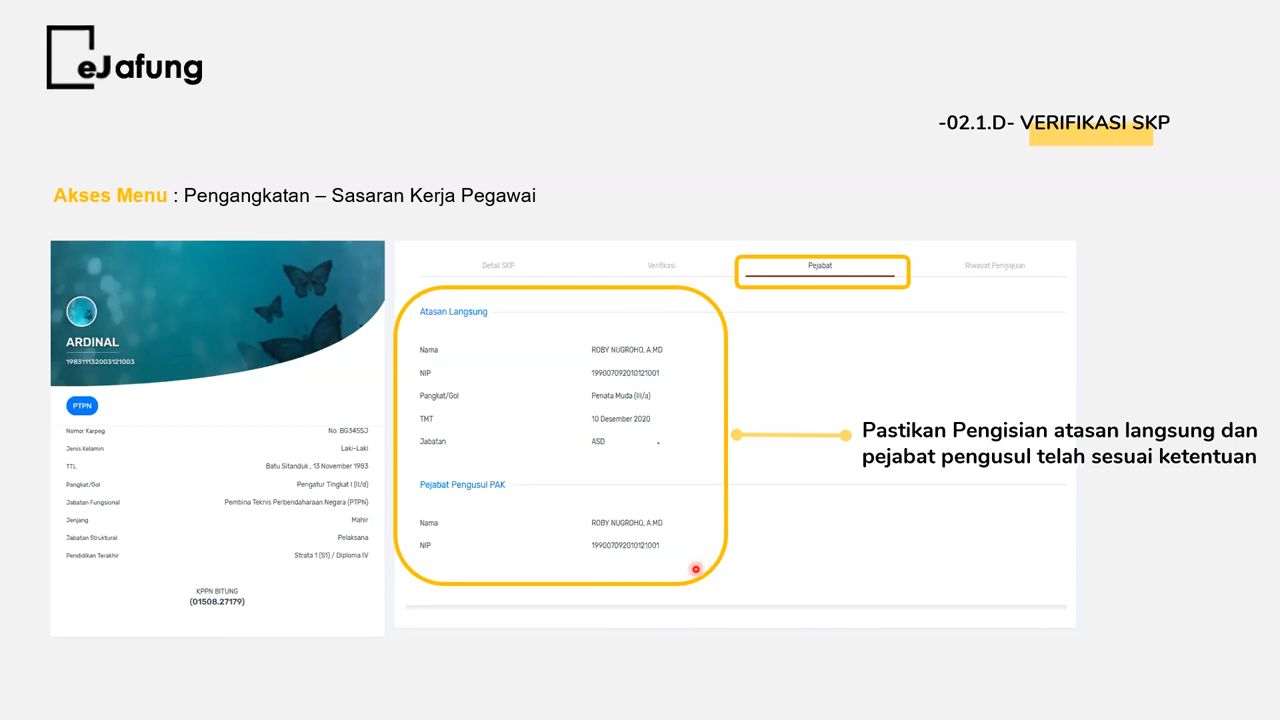 eJafung
-02.1.D- VERIFIKASI SKP
Akses Menu : Pengangkatan – Sasaran Kerja Pegawai
ARDINAL
198311132003121003
PTPN
Nomor Karpeg No. BG3455J
Jenis Kelamin Laki-Laki
TTL Batu Sitanduk , 13 November 1983
Pangkat/Gol Pengatur Tingkat I (II/d)
Jabatan Fungsional Pembina Teknis Perbendaharaan Negara (PTPN)
Jenjang Mahir
Jabatan Struktural Pelaksana
Pendidikan Terakhir Strata 1 (S1) / Diploma IV
KPPN BITUNG
(01508.27179)
Detail SKP Verifikasi Pejabat Riwayat Pengajuan
Atasan Langsung
Nama ROBY NUGROHO, A.MD
NIP 199007092010121001
Pangkat/Gol Penata Muda (III/a)
TMT 10 Desember 2020
Jabatan ASD
Pejabat Pengusul PAK
Nama ROBY NUGROHO, A.MD
NIP 199007092010121001
Pastikan Pengisian atasan langsung dan
pejabat pengusul telah sesuai ketentuan